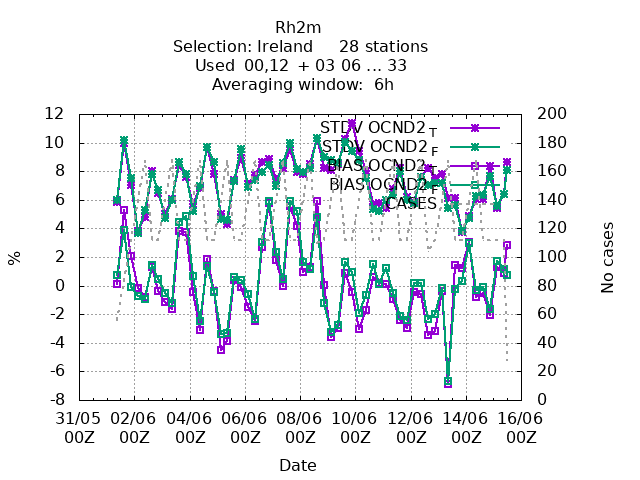 Rh2m
Selection: Ireland 28 stations
Used 00,12 + 03 06 ... 33
Averaging window: 6h
12
10
8
6
4
2
0
-2
-4
-6
-8
%
200
180
160
140
120
100
80
60
40
20
0
No cases
STDV OCND2 T
STDV OCND2 F
BIAS OCND2 T
BIAS OCND2 F
CASES
31/05 02/06 04/06 06/06 08/06 10/06 12/06 14/06 16/06
00Z 00Z 00Z 00Z 00Z 00Z 00Z 00Z 00Z
Date